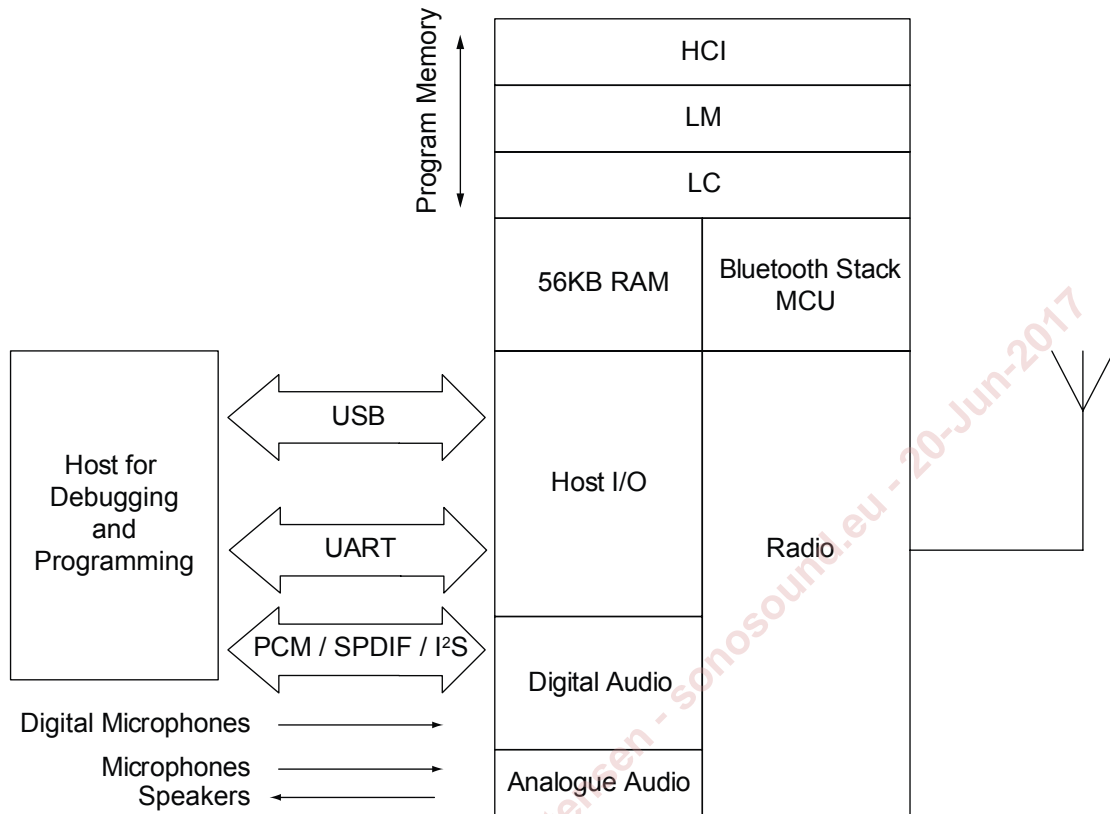 Program Memory
HCI
LM
LC
56KB RAM
Bluetooth Stack
MCU
Host for
Debugging
and
Programming
USB
UART
PCM / SPDIF / I²S
Host I/O
Radio
Digital Audio
Analogue Audio
Digital Microphones
Microphones
Speakers
ensen - sonosound.eu - 20-Jun-2017